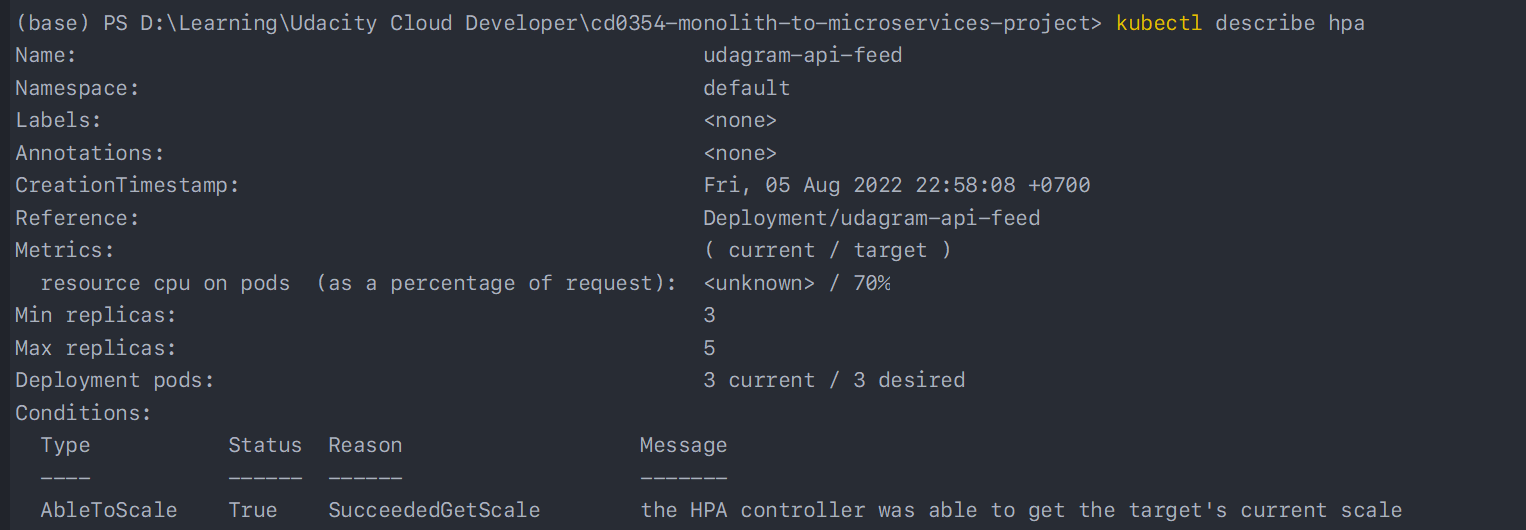 (base) PS D:\Learning\Udacity Cloud Developer\cd0354-monolith-to-microservices-project> kubectl describe hpa
Name:                                                  udagram-api-feed
Namespace:                                             default
Labels:                                                <none>
Annotations:                                           <none>
CreationTimestamp:                                     Fri, 05 Aug 2022 22:58:08 +0700
Reference:                                             Deployment/udagram-api-feed
Metrics:                                               ( current / target )
  resource cpu on pods  (as a percentage of request):  <unknown> / 70%
Min replicas:                                          3
Max replicas:                                          5
Deployment pods:                                       3 current / 3 desired
Conditions:
  Type           Status  Reason                   Message
  ----           ------  ------                   -------
  AbleToScale    True    SucceededGetScale        the HPA controller was able to get the target's current scale